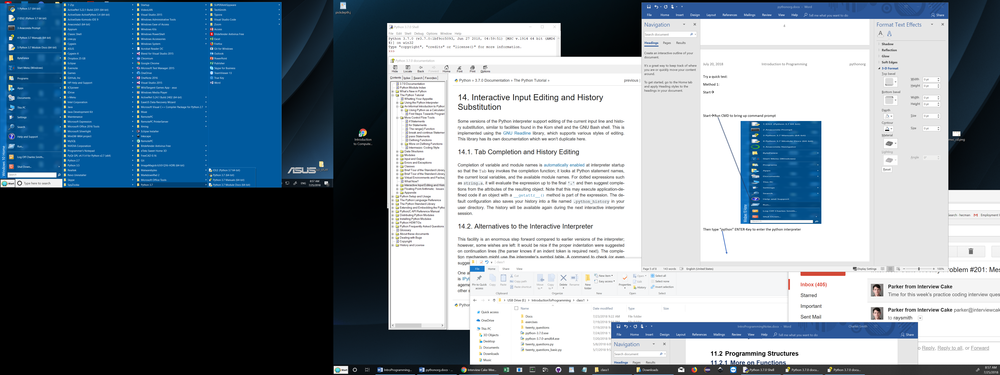 1 Python 3.7 (64-bit)
2 IDLE (Python 3.7 64-bit)
3 Anaconda Prompt
4 Python 3.7 Manuals (64-bit)
5 Python 3.7 Module Docs (64-bit)
ByteFence
Start Menu (Windows)
Programs
Apps
Documents
This PC
Settings
Search
Help and Support
Run...
Log Off Charles Smith...
Shut Down...
Search
Windows 10 Home
Start
Type here to search
7-Zip
ActivePerl 5.22.1 Build 2201 (64-bit)
ActiveState ActivePython 3.4 (64-bit)
ActiveState Komodo IDE 9
Anaconda3 (64-bit)
Appium
Classic Shell
cree.py
Cygwin
ASUS
Cygwin-X
Dropbox 25 GB
Eclipse
Evernote
Games
GitHub, Inc
HP Help and Support
ICEpower
IDrive
i-Menu
Intel Corporation
Java
Java Development Kit
Maintenance
Microsoft Expression
Microsoft Office 2016 Tools
Microsoft Silverlight
MinGW-W64 project
MySQL
NVIDIA Corporation
Programmer's Notepad
PyQt GPL v4.11.4 for Python v2.7 (x64)
Python 2.7
Python 3.5
Realtek
Revo Uninstaller
Skype
SpyZooka
Startup
VideoLAN
Visual Studio 2015
Windows Administrative Tools
Windows Ease of Access
Windows Kits
Windows PowerShell
Windows Accessories
Windows System
Acrobat Reader DC
Blend for Visual Studio 2015
Chromium
Google Chrome
Microsoft Test Manager 2015
OneDrive
OneNote 2016
Visual Studio 2015
WildTangent Games App - asus
Windows Media Player
ActivePerl 5.24.1 Build 2402 (64-bit)
EaseUS Data Recovery Wizard
Microsoft Visual C++ Compiler Package for Python 2.7
Muse
RemotePC
RemotePC PrinterServer
Xming
Eclipse Installer
Inkscape
RemotePC
Bitdefender Antivirus Free
eTeks Sweet Home 3D
FreeCAD 0.16
Git
ImageMagick 6.9.9 Q16-HDRI (64-bit)
Malwarebytes
MarkdownPad 2
Microsoft Office Tools
Python 3.7
SUPERAntiSpyware
TechSmith
Typora
Visual Studio Code
Zoom
Access
Bitdefender Antivirus Free
Excel
Firefox
Git for Windows
Outlook
PowerPoint
Publisher
Skype for Business
TeamViewer 13
True Key
Word
IDLE (Python 3.7 64-bit)
Python 3.7 (64-bit)
Python 3.7 Manuals (64-bit)
Python 3.7 Module Docs (64-bit)
ASUS
OLD_STUFF
ENG
8:57 AM
7/25/2018
pickdepth.j
Introduction
to Compute...
Python 3.7.0 Shell
File Edit Shell Debug Options Window Help
Python 3.7.0 (v3.7.0:1bf9cc5093, Jun 27 2018, 04:59:51) [MSC v.1914 64 bit (AMD6
4)] on win32
Type "copyright", "credits" or "license()" for more information.
>>>
Python 3.7.0 documentation
Hide Locate Back Forward Home Font Print Options
Contents Index Search Favorites
3.7.0 Documentation
Python Module Index
What's New in Python
The Python Tutorial
Whetting Your Appetite
Using the Python Interpreter
An Informal Introduction to Python
Using Python as a Calculator
First Steps Towards Program
More Control Flow Tools
if Statements
for Statements
The range() Function
break and continue Statemer
pass Statements
Defining Functions
More on Defining Functions
Intermezzo: Coding Style
Data Structures
Modules
Input and Output
Errors and Exceptions
Classes
Brief Tour of the Standard Library
Brief Tour of the Standard Library
Virtual Environments and Packag
What Now?
Interactive Input Editing and Histo
Floating Point Arithmetic: Issues
Appendix
Python Setup and Usage
The Python Language Reference
The Python Standard Library
Extending and Embedding the Pytho
Python/C API Reference Manual
Distributing Python Modules
Installing Python Modules
Python HOWTOs
Python Frequently Asked Questions
Glossary
About these documents
Dealing with Bugs
Copyright
History and License
Python » 3.7.0 Documentation » The Python Tutorial » previous |
14. Interactive Input Editing and History
Substitution
Some versions of the Python interpreter support editing of the current input line and histo-
ry substitution, similar to facilities found in the Korn shell and the GNU Bash shell. This is
implemented using the GNU Readline library, which supports various styles of editing.
This library has its own documentation which we won't duplicate here.
14.1. Tab Completion and History Editing
Completion of variable and module names is automatically enabled at interpreter startup
so that the Tab key invokes the completion function; it looks at Python statement names,
the current local variables, and the available module names. For dotted expressions such
as string.a, it will evaluate the expression up to the final '.' and then suggest comple-
tions from the attributes of the resulting object. Note that this may execute application-de-
fined code if an object with a __getattr__() method is part of the expression. The de-
fault configuration also saves your history into a file named .python_history in your
user directory. The history will be available again during the next interactive interpreter
session.
14.2. Alternatives to the Interactive Interpreter
This facility is an enormous step forward compared to earlier versions of the interpreter;
however, some wishes are left: It would be nice if the proper indentation were suggested
on continuation lines (the parser knows if an indent token is required next). The comple-
tion mechanism might use the interpreter's symbol table. A command to check (or even
sugges
One al
is IPyt
ageme
other s
Python
class1
File Home Share View
Pin to Quick
access
Copy
Paste
Cut
Copy path
Paste shortcut
Clipboard
Move
to
Copy
to
Delete
Rename
Organize
New
folder
New item
Easy access
New
Properties
Open
Edit
History
Open
Select all
Select none
Invert selection
Select
USB Drive (E:) > IntroductionToProgramming > class1 >
Quick access
OneDrive
This PC
3D Objects
Desktop
Documents
Downloads
Music
Name Date modified Type Size
Docs 7/23/2018 9:22 AM File folder
exercises 7/19/2018 9:50 PM File folder
twenty_questions 7/19/2018 9:
python-3.7.0.exe 7/24/2018 1:
python-3.7.0-amd64.exe 7/20/2018 9:
twenty_questions.py 5/8/2018 6:0
twenty_questions_basic.py 5/7/2018 9:5
pythonorg.docx - Word
File Home Insert Design Layout References Mailings Review View Help Tell me what you want to do Share
Navigation
Search document
Headings Pages Results
Create an interactive outline of your
document.
It's a great way to keep track of where
you are or quickly move your content
around.
To get started, go to the Home tab
and apply Heading styles to the
headings in your document.
4
July 20, 2018 Introduction to Programming pythonorg
Try a quick test:
Method 1:
Start→
Start→Run CMD to bring up command prompt
1 IDLE (Python 3.7 64-bit)
2 Anaconda Prompt
3 Python 3.7 Manuals (64-bit)
4 Python 3.7 Module Docs (64-bit)
5 Anaconda Navigator
ByteFence
Start Menu (Windows)
Programs
Apps
Documents
This PC
Settings
Search
Help and Support
Run...
Log Off Charles Smith...
Shut Down...
Search
Windows 10 Home
Then type “python” ENTER-Key to enter the python interpreter
Format Text Effects
Shadow
Reflection
Glow
Soft Edges
3-D Format
Top bevel
Width 0 pt
Height 0 pt
Bottom bevel
Width 0 pt
Height 0 pt
Depth
Size 0 pt
Contour
Size 0 pt
Material
Lighting
Angle 0°
Reset
Page 5 of 8 143 words English (United States) Display Settings 100%
mvc_cd.png
Search - hecman Employment
Problem #201: Mes
Inbox (405)
Starred
Important
Sent Mail
Parker from Interview Cake
Time for this week's practice coding interview ques
Parker from Interview Cake parker@interviewcak
to raysmith
o Reply, Reply to all, or Forward
IntroProgrammingNotes.docx - Word Charles Smith
File Home Insert Design Layout References Mailings Review View Help Tell me what you want to do Share
Navigation
Search document
Headings Pages Results
11.2 Programming Structures
11.2.1 More on Functions
Start
IntroProgramming...
pythonorg.docx - ...
Interview Cake Wee...
class1
Downloads
Python 3.7.0 Shell
Python 3.7.0 docu...
Python 3.7.0 docu...
8:57 AM
7/25/2018